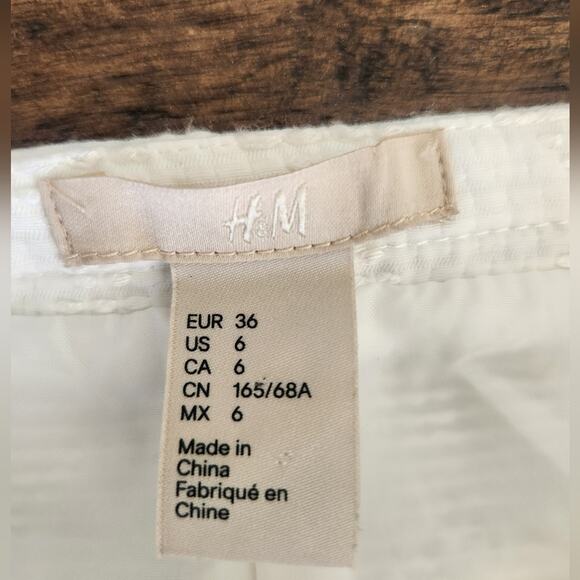 H&M
EUR 36
US 6
CA 6
CN 165/68A
MX 6
Made in
China
Fabriqué en
Chine